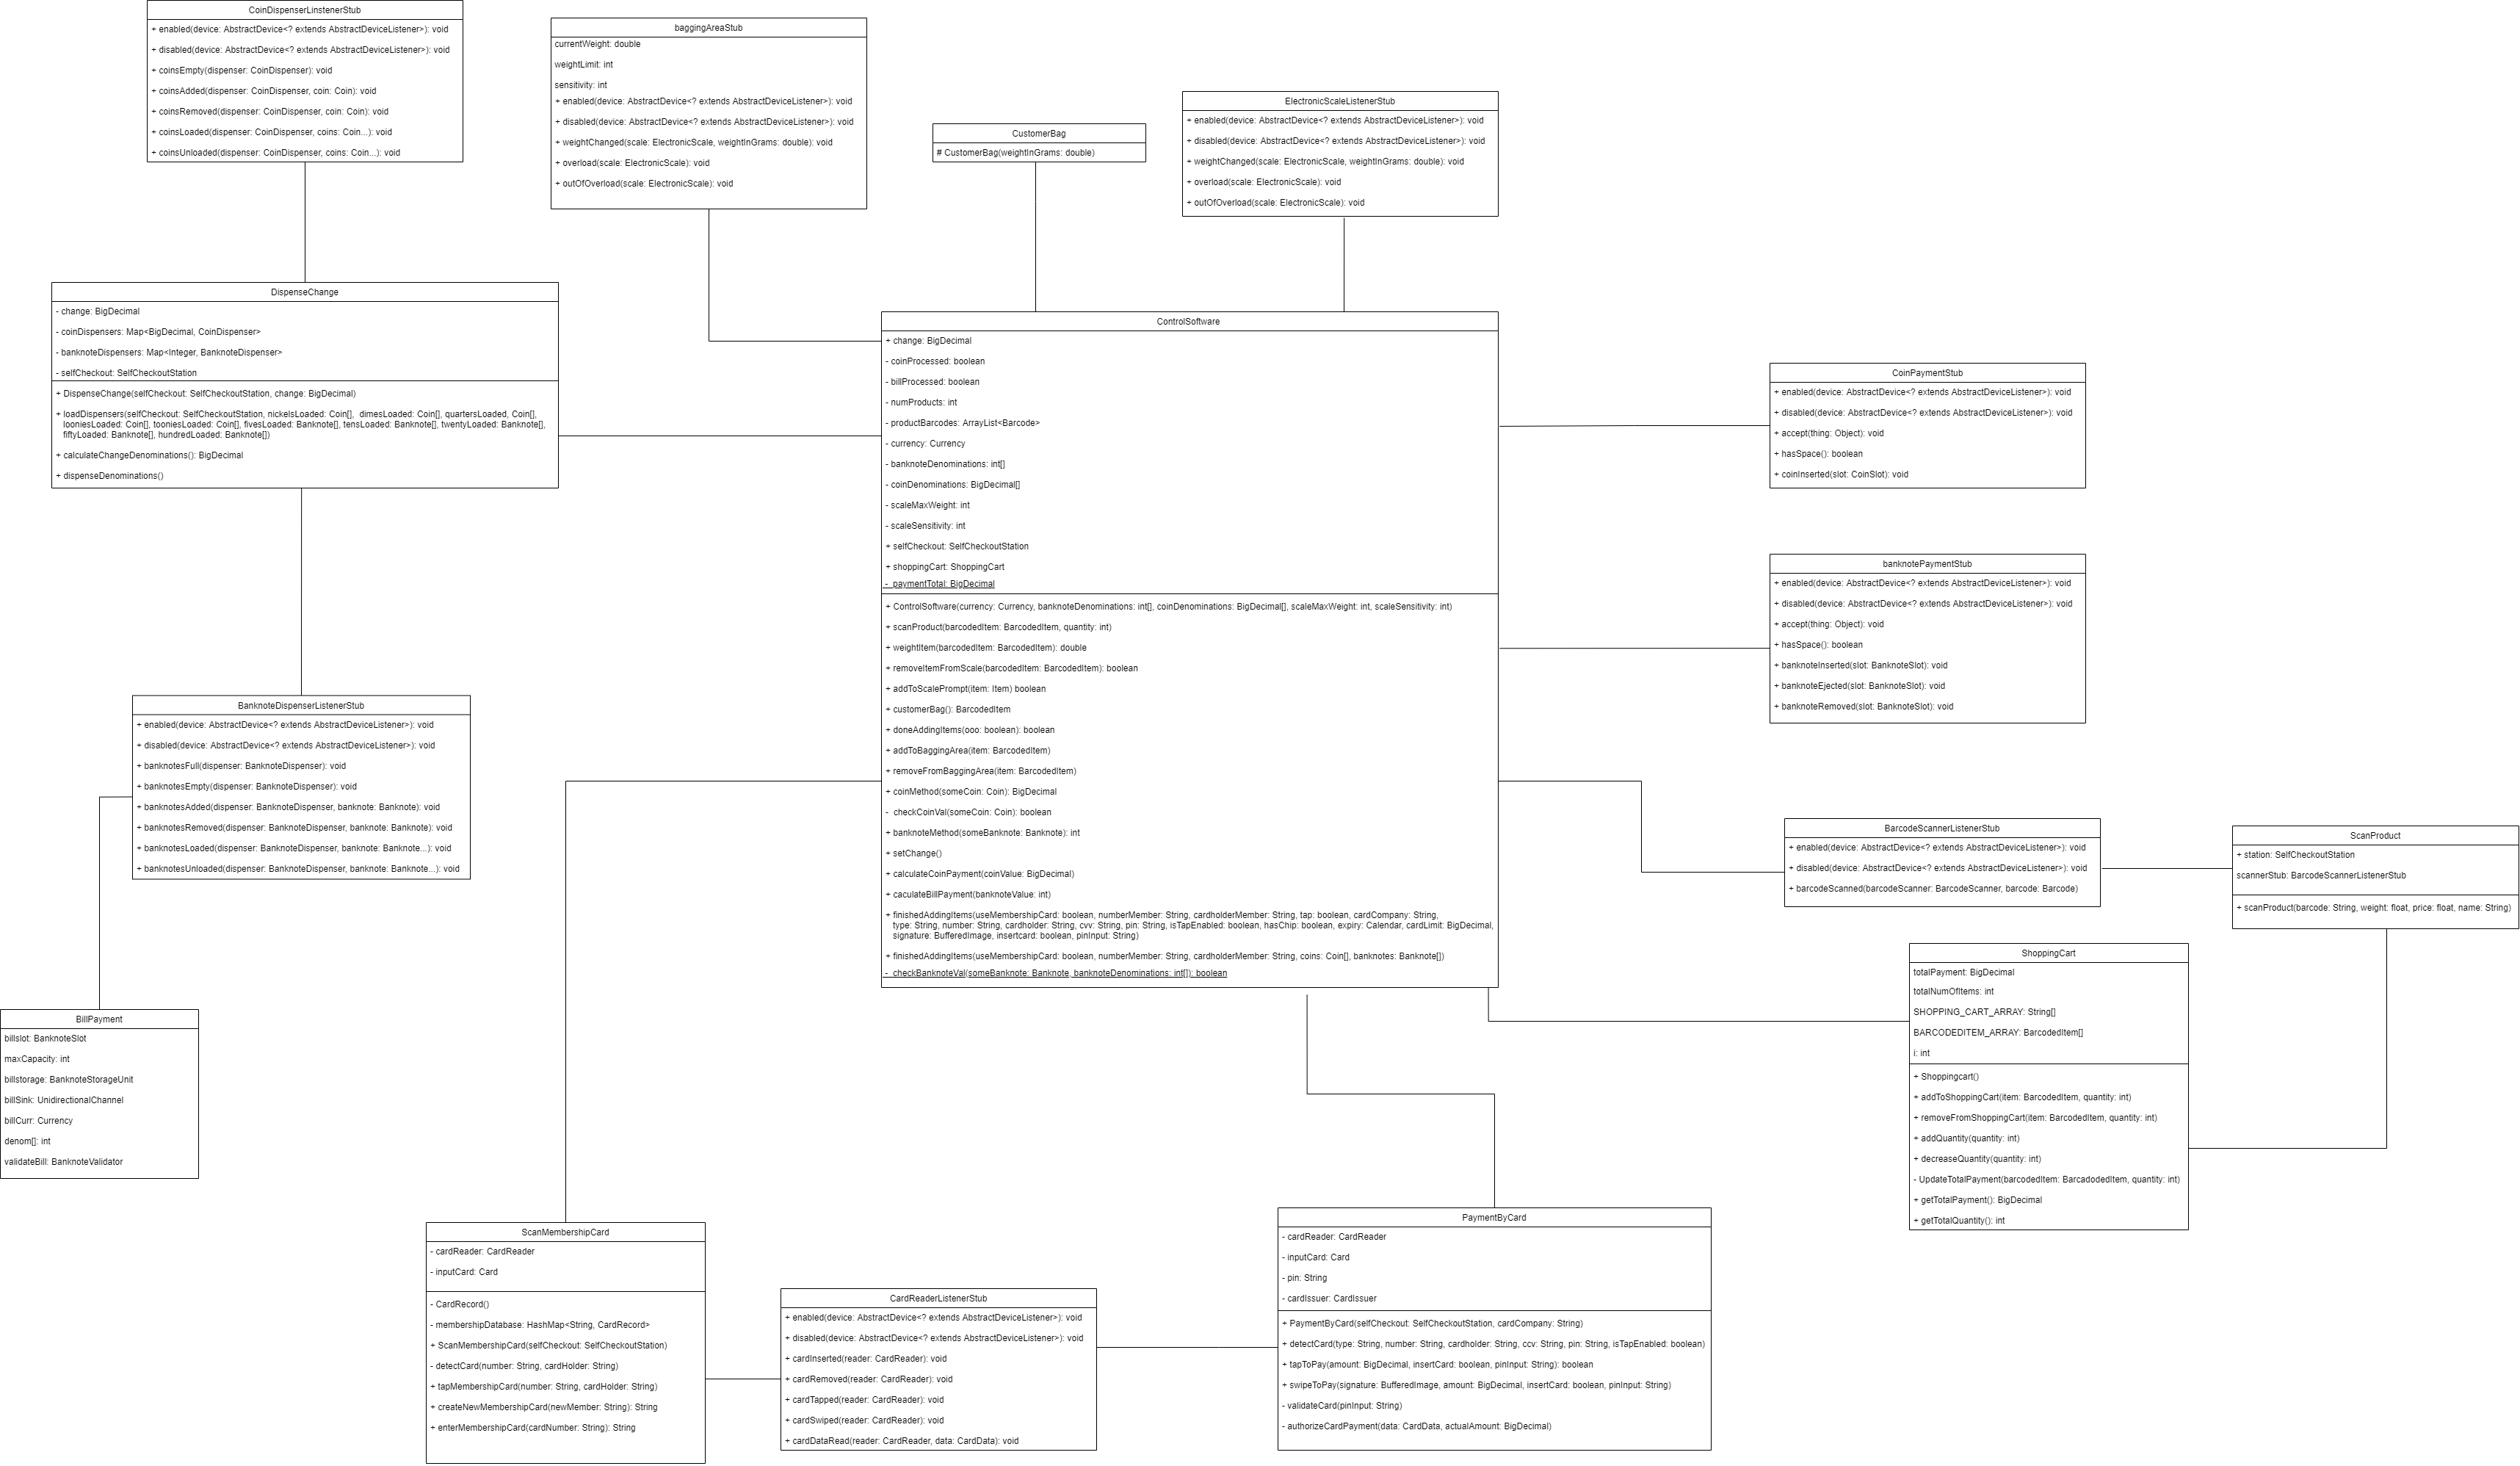 CoinDispenserLinstenerStub
+ enabled(device: AbstractDevice<? extends AbstractDeviceListener>): void
+ disabled(device: AbstractDevice<? extends AbstractDeviceListener>): void
+ coinsEmpty(dispenser: CoinDispenser): void
+ coinsAdded(dispenser: CoinDispenser, coin: Coin): void
+ coinsRemoved(dispenser: CoinDispenser, coin: Coin): void
+ coinsLoaded(dispenser: CoinDispenser, coins: Coin...): void
+ coinsUnloaded(dispenser: CoinDispenser, coins: Coin...): void
baggingAreaStub
currentWeight: double
weightLimit: int
sensitivity: int
+ enabled(device: AbstractDevice<? extends AbstractDeviceListener>): void
+ disabled(device: AbstractDevice<? extends AbstractDeviceListener>): void
+ weightChanged(scale: ElectronicScale, weightInGrams: double): void
+ overload(scale: ElectronicScale): void
+ outOfOverload(scale: ElectronicScale): void
CustomerBag
# CustomerBag(weightInGrams: double)
ElectronicScaleListenerStub
+ enabled(device: AbstractDevice<? extends AbstractDeviceListener>): void
+ disabled(device: AbstractDevice<? extends AbstractDeviceListener>): void
+ weightChanged(scale: ElectronicScale, weightInGrams: double): void
+ overload(scale: ElectronicScale): void
+ outOfOverload(scale: ElectronicScale): void
DispenseChange
- change: BigDecimal
- coinDispensers: Map<BigDecimal, CoinDispenser>
- banknoteDispensers: Map<Integer, BanknoteDispenser>
- selfCheckout: SelfCheckoutStation
+ DispenseChange(selfCheckout: SelfCheckoutStation, change: BigDecimal)
+ loadDispensers(selfCheckout: SelfCheckoutStation, nickelsLoaded: Coin[],  dimesLoaded: Coin[], quartersLoaded, Coin[],
looniesLoaded: Coin[], tooniesLoaded: Coin[], fivesLoaded: Banknote[], tensLoaded: Banknote[], twentyLoaded: Banknote[],
fiftyLoaded: Banknote[], hundredLoaded: Banknote[])
+ calculateChangeDenominations(): BigDecimal
+ dispenseDenominations()
ControlSoftware
+ change: BigDecimal
- coinProcessed: boolean
- billProcessed: boolean
- numProducts: int
- productBarcodes: ArrayList<Barcode>
- currency: Currency
- banknoteDenominations: int[]
- coinDenominations: BigDecimal[]
- scaleMaxWeight: int
- scaleSensitivity: int
+ selfCheckout: SelfCheckoutStation
+ shoppingCart: ShoppingCart
- paymentTotal: BigDecimal
+ ControlSoftware(currency: Currency, banknoteDenominations: int[], coinDenominations: BigDecimal[], scaleMaxWeight: int, scaleSensitivity: int)
+ scanProduct(barcodedItem: BarcodedItem, quantity: int)
+ weightItem(barcodedItem: BarcodedItem): double
+ removeItemFromScale(barcodedItem: BarcodedItem): boolean
+ addToScalePrompt(item: Item) boolean
+ customerBag(): BarcodedItem
+ doneAddingItems(ooo: boolean): boolean
+ addToBaggingArea(item: BarcodedItem)
+ removeFromBaggingArea(item: BarcodedItem)
+ coinMethod(someCoin: Coin): BigDecimal
- checkCoinVal(someCoin: Coin): boolean
+ banknoteMethod(someBanknote: Banknote): int
+ setChange()
+ calculateCoinPayment(coinValue: BigDecimal)
+ caculateBillPayment(banknoteValue: int)
+ finishedAddingItems(useMembershipCard: boolean, numberMember: String, cardholderMember: String, tap: boolean, cardCompany: String,
type: String, number: String, cardholder: String, cvv: String, pin: String, isTapEnabled: boolean, hasChip: boolean, expiry: Calendar, cardLimit: BigDecimal,
signature: BufferedImage, insertcard: boolean, pinInput: String)
+ finishedAddingItems(useMembershipCard: boolean, numberMember: String, cardholderMember: String, coins: Coin[], banknotes: Banknote[])
- checkBanknoteVal(someBanknote: Banknote, banknoteDenominations: int[]): boolean
CoinPaymentStub
+ enabled(device: AbstractDevice<? extends AbstractDeviceListener>): void
+ disabled(device: AbstractDevice<? extends AbstractDeviceListener>): void
+ accept(thing: Object): void
+ hasSpace(): boolean
+ coinInserted(slot: CoinSlot): void
banknotePaymentStub
+ enabled(device: AbstractDevice<? extends AbstractDeviceListener>): void
+ disabled(device: AbstractDevice<? extends AbstractDeviceListener>): void
+ accept(thing: Object): void
+ hasSpace(): boolean
+ banknoteInserted(slot: BanknoteSlot): void
+ banknoteEjected(slot: BanknoteSlot): void
+ banknoteRemoved(slot: BanknoteSlot): void
BanknoteDispenserListenerStub
+ enabled(device: AbstractDevice<? extends AbstractDeviceListener>): void
+ disabled(device: AbstractDevice<? extends AbstractDeviceListener>): void
+ banknotesFull(dispenser: BanknoteDispenser): void
+ banknotesEmpty(dispenser: BanknoteDispenser): void
+ banknotesAdded(dispenser: BanknoteDispenser, banknote: Banknote): void
+ banknotesRemoved(dispenser: BanknoteDispenser, banknote: Banknote): void
+ banknotesLoaded(dispenser: BanknoteDispenser, banknote: Banknote...): void
+ banknotesUnloaded(dispenser: BanknoteDispenser, banknote: Banknote...): void
BarcodeScannerListenerStub
+ enabled(device: AbstractDevice<? extends AbstractDeviceListener>): void
+ disabled(device: AbstractDevice<? extends AbstractDeviceListener>): void
+ barcodeScanned(barcodeScanner: BarcodeScanner, barcode: Barcode)
ScanProduct
+ station: SelfCheckoutStation
scannerStub: BarcodeScannerListenerStub
+ scanProduct(barcode: String, weight: float, price: float, name: String)
ShoppingCart
totalPayment: BigDecimal
totalNumOfItems: int
SHOPPING_CART_ARRAY: String[]
BARCODEDITEM_ARRAY: BarcodedItem[]
i: int
+ Shoppingcart()
+ addToShoppingCart(item: BarcodedItem, quantity: int)
+ removeFromShoppingCart(item: BarcodedItem, quantity: int)
+ addQuantity(quantity: int)
+ decreaseQuantity(quantity: int)
- UpdateTotalPayment(barcodedItem: BarcadodedItem, quantity: int)
+ getTotalPayment(): BigDecimal
+ getTotalQuantity(): int
BillPayment
billslot: BanknoteSlot
maxCapacity: int
billstorage: BanknoteStorageUnit
billSink: UnidirectionalChannel
billCurr: Currency
denom[]: int
validateBill: BanknoteValidator
ScanMembershipCard
- cardReader: CardReader
- inputCard: Card
- CardRecord()
- membershipDatabase: HashMap<String, CardRecord>
+ ScanMembershipCard(selfCheckout: SelfCheckoutStation)
- detectCard(number: String, cardHolder: String)
+ tapMembershipCard(number: String, cardHolder: String)
+ createNewMembershipCard(newMember: String): String
+ enterMembershipCard(cardNumber: String): String
CardReaderListenerStub
+ enabled(device: AbstractDevice<? extends AbstractDeviceListener>): void
+ disabled(device: AbstractDevice<? extends AbstractDeviceListener>): void
+ cardInserted(reader: CardReader): void
+ cardRemoved(reader: CardReader): void
+ cardTapped(reader: CardReader): void
+ cardSwiped(reader: CardReader): void
+ cardDataRead(reader: CardReader, data: CardData): void
PaymentByCard
- cardReader: CardReader
- inputCard: Card
- pin: String
- cardIssuer: CardIssuer
+ PaymentByCard(selfCheckout: SelfCheckoutStation, cardCompany: String)
+ detectCard(type: String, number: String, cardholder: String, ccv: String, pin: String, isTapEnabled: boolean)
+ tapToPay(amount: BigDecimal, insertCard: boolean, pinInput: String): boolean
+ swipeToPay(signature: BufferedImage, amount: BigDecimal, insertCard: boolean, pinInput: String)
- validateCard(pinInput: String)
- authorizeCardPayment(data: CardData, actualAmount: BigDecimal)